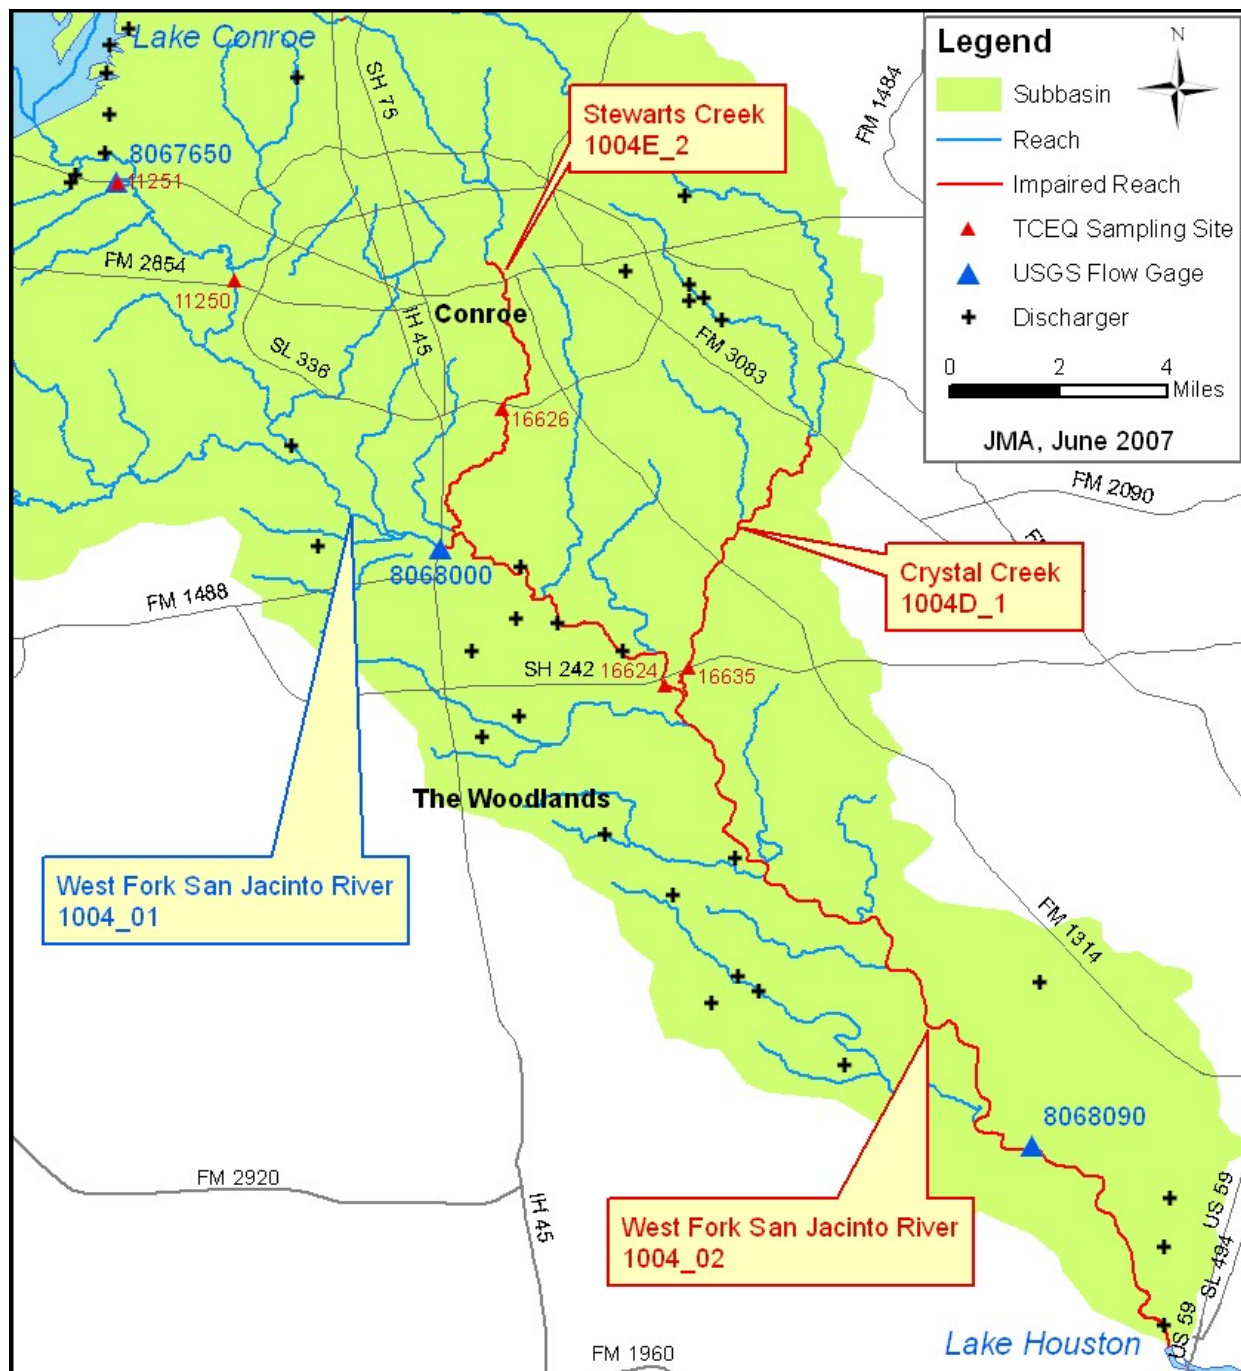 Lake Conroe
SH 75
FM 1484
Legend
N
Subbasin
Reach
Impaired Reach
TCEQ Sampling Site
USGS Flow Gage
Discharger
0 2 4
Miles
JMA, June 2007
Stewarts Creek
1004E_2
8067650
11251
FM 2854
11250
Conroe
IH 45
SL 336
FM 3083
16626
FM 2090
8068000
FM 1488
Crystal Creek
1004D_1
SH 242
16624
16635
The Woodlands
West Fork San Jacinto River
1004_01
FM 1314
8068090
FM 2920
IH 45
West Fork San Jacinto River
1004_02
US 59
SL 494
US 59
Lake Houston
FM 1960